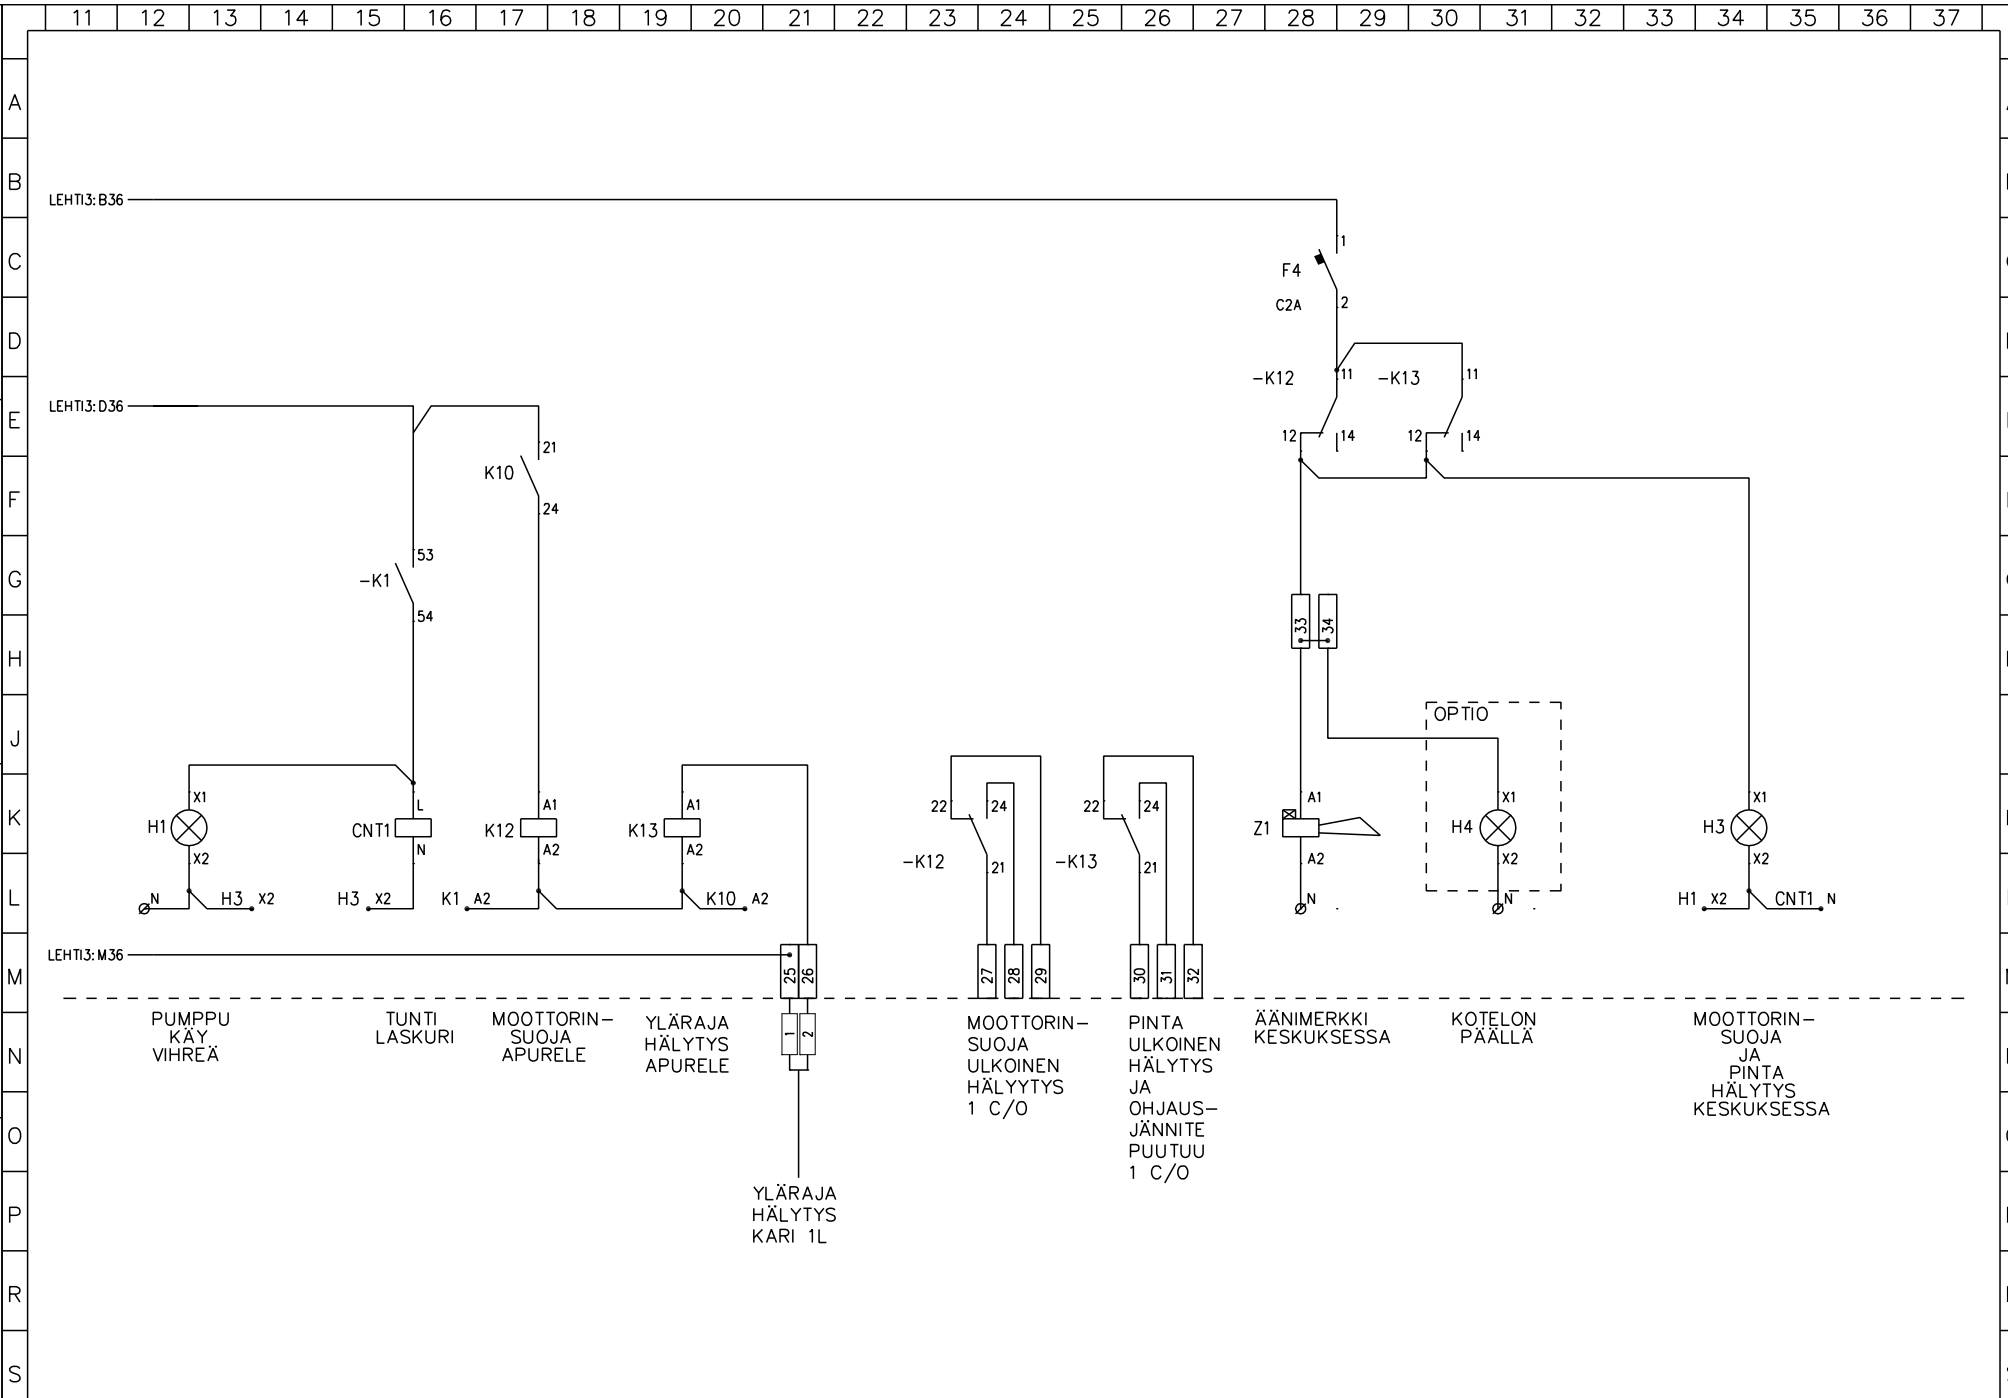 11 12 13 14 15 16 17 18 19 20 21 22 23 24 25 26 27 28 29 30 31 32 33 34 35 36 37
A
B
LEHTI3:B36
C
1
F4
C2A
2
D
-K12
11
-K13
11
LEHTI3:D36
E
12
14
12
14
21
K10
24
F
53
-K1
54
G
33
34
H
OPTIO
J
X1
L
A1
A1
22
24
22
24
A1
X1
X1
K
H1
CNT1
K12
K13
Z1
H4
H3
X2
N
A2
A2
-K12
21
-K13
21
A2
X2
X2
L
N
H3 X2
H3 X2
K1 A2
K10 A2
N
N
H1 X2
CNT1 N
LEHTI3:M36
M
25
26
27
28
29
30
31
32
N
PUMPPU
KÄY
VIHREÄ
TUNTI
LASKURI
MOOTTORIN-
SUOJA
APURELE
YLÄRAJA
HÄLYTYS
APURELE
1
2
MOOTTORIN-
SUOJA
ULKOINEN
HÄLYYTYS
1 C/O
PINTA
ULKOINEN
HÄLYTYS
JA
OHJAUS-
JÄNNITE
PUUTUU
1 C/O
ÄÄNIMERKKI
KESKUKSESSA
KOTELON
PÄÄLLÄ
MOOTTORIN-
SUOJA
JA
PINTA
HÄLYTYS
KESKUKSESSA
O
P
YLÄRAJA
HÄLYTYS
KARI 1L
R
S